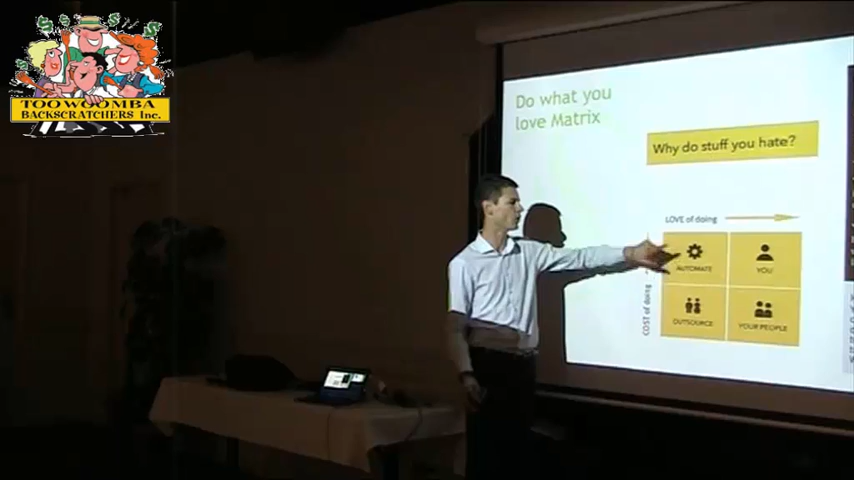 TOOWOOMBA
BACKSCRATCHERS Inc.
Do what you
love Matrix
Why do stuff you hate?
LOVE of doing
COST of doing
AUTOMATE
YOU
OUTSOURCE
YOUR PEOPLE